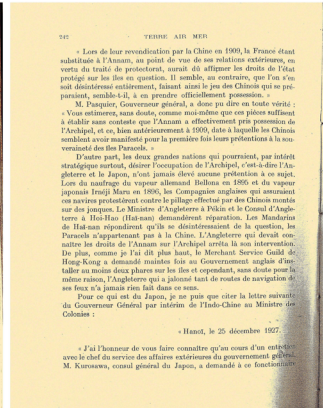 242 TERRE AIR MER
« Lors de leur revendication par la Chine en 1909, la France étant
substituée à l'Annam, au point de vue de ses relations extérieures, en
vertu du traité de protectorat, aurait dû affirmer les droits de l'état
protégé sur les îles en question. Il semble, au contraire, que l'on s'en
soit désintéressé entièrement, faisant ainsi le jeu des Chinois qui se pré-
paraient, semble-t-il, à en prendre officiellement possession. »
M. Pasquier, Gouverneur général, a donc pu dire en toute vérité :
« Vous estimerez, sans doute, comme moi-même que ces pièces suffisent
à établir sans conteste que l'Annam a effectivement pris possession de
l'Archipel, et ce, bien antérieurement à 1909, date à laquelle les Chinois
semblent avoir manifesté pour la première fois leurs prétentions à la sou-
veraineté des îles Paracels. »
D'autre part, les deux grandes nations qui pourraient, par intérêt
stratégique surtout, désirer l'occupation de l'Archipel, c'est-à-dire l'An-
gleterre et le Japon, n'ont jamais élevé aucune prétention à ce sujet.
Lors du naufrage du vapeur allemand Bellona en 1895 et du vapeur
japonais Iméji Maru en 1896, les Compagnies anglaises qui assuraient
ces navires protestèrent contre le pillage effectué par des Chinois montés
sur des jonques. Le Ministre d'Angleterre à Pékin et le Consul d'Angle-
terre à Hoï-Hao (Haï-nan) demandèrent réparation. Les Mandarins
de Haï-nan répondirent qu'ils se désintéressaient de la question, les
Paracels n'appartenant pas à la Chine. L'Angleterre qui devait con-
naître les droits de l'Annam sur l'Archipel arrêta là son intervention.
De plus, comme je l'ai dit plus haut, le Merchant Service Guild de
Hong-Kong a demandé maintes fois au Gouvernement anglais d'ins-
taller au moins deux phares sur les îles et cependant, sans doute pour la
même raison, l'Angleterre qui a jalonné tant de routes de navigation de
ses feux n'a jamais rien fait dans ce sens.
Pour ce qui est du Japon, je ne puis que citer la lettre suivante
du Gouverneur Général par intérim de l'Indo-Chine au Ministre des
Colonies :
« Hanoï, le 25 décembre 1927.
« J'ai l'honneur de vous faire connaître qu'au cours d'un entretien
avec le chef du service des affaires extérieures du gouvernement général,
M. Kurosawa, consul général du Japon, a demandé à ce fonctionnaire